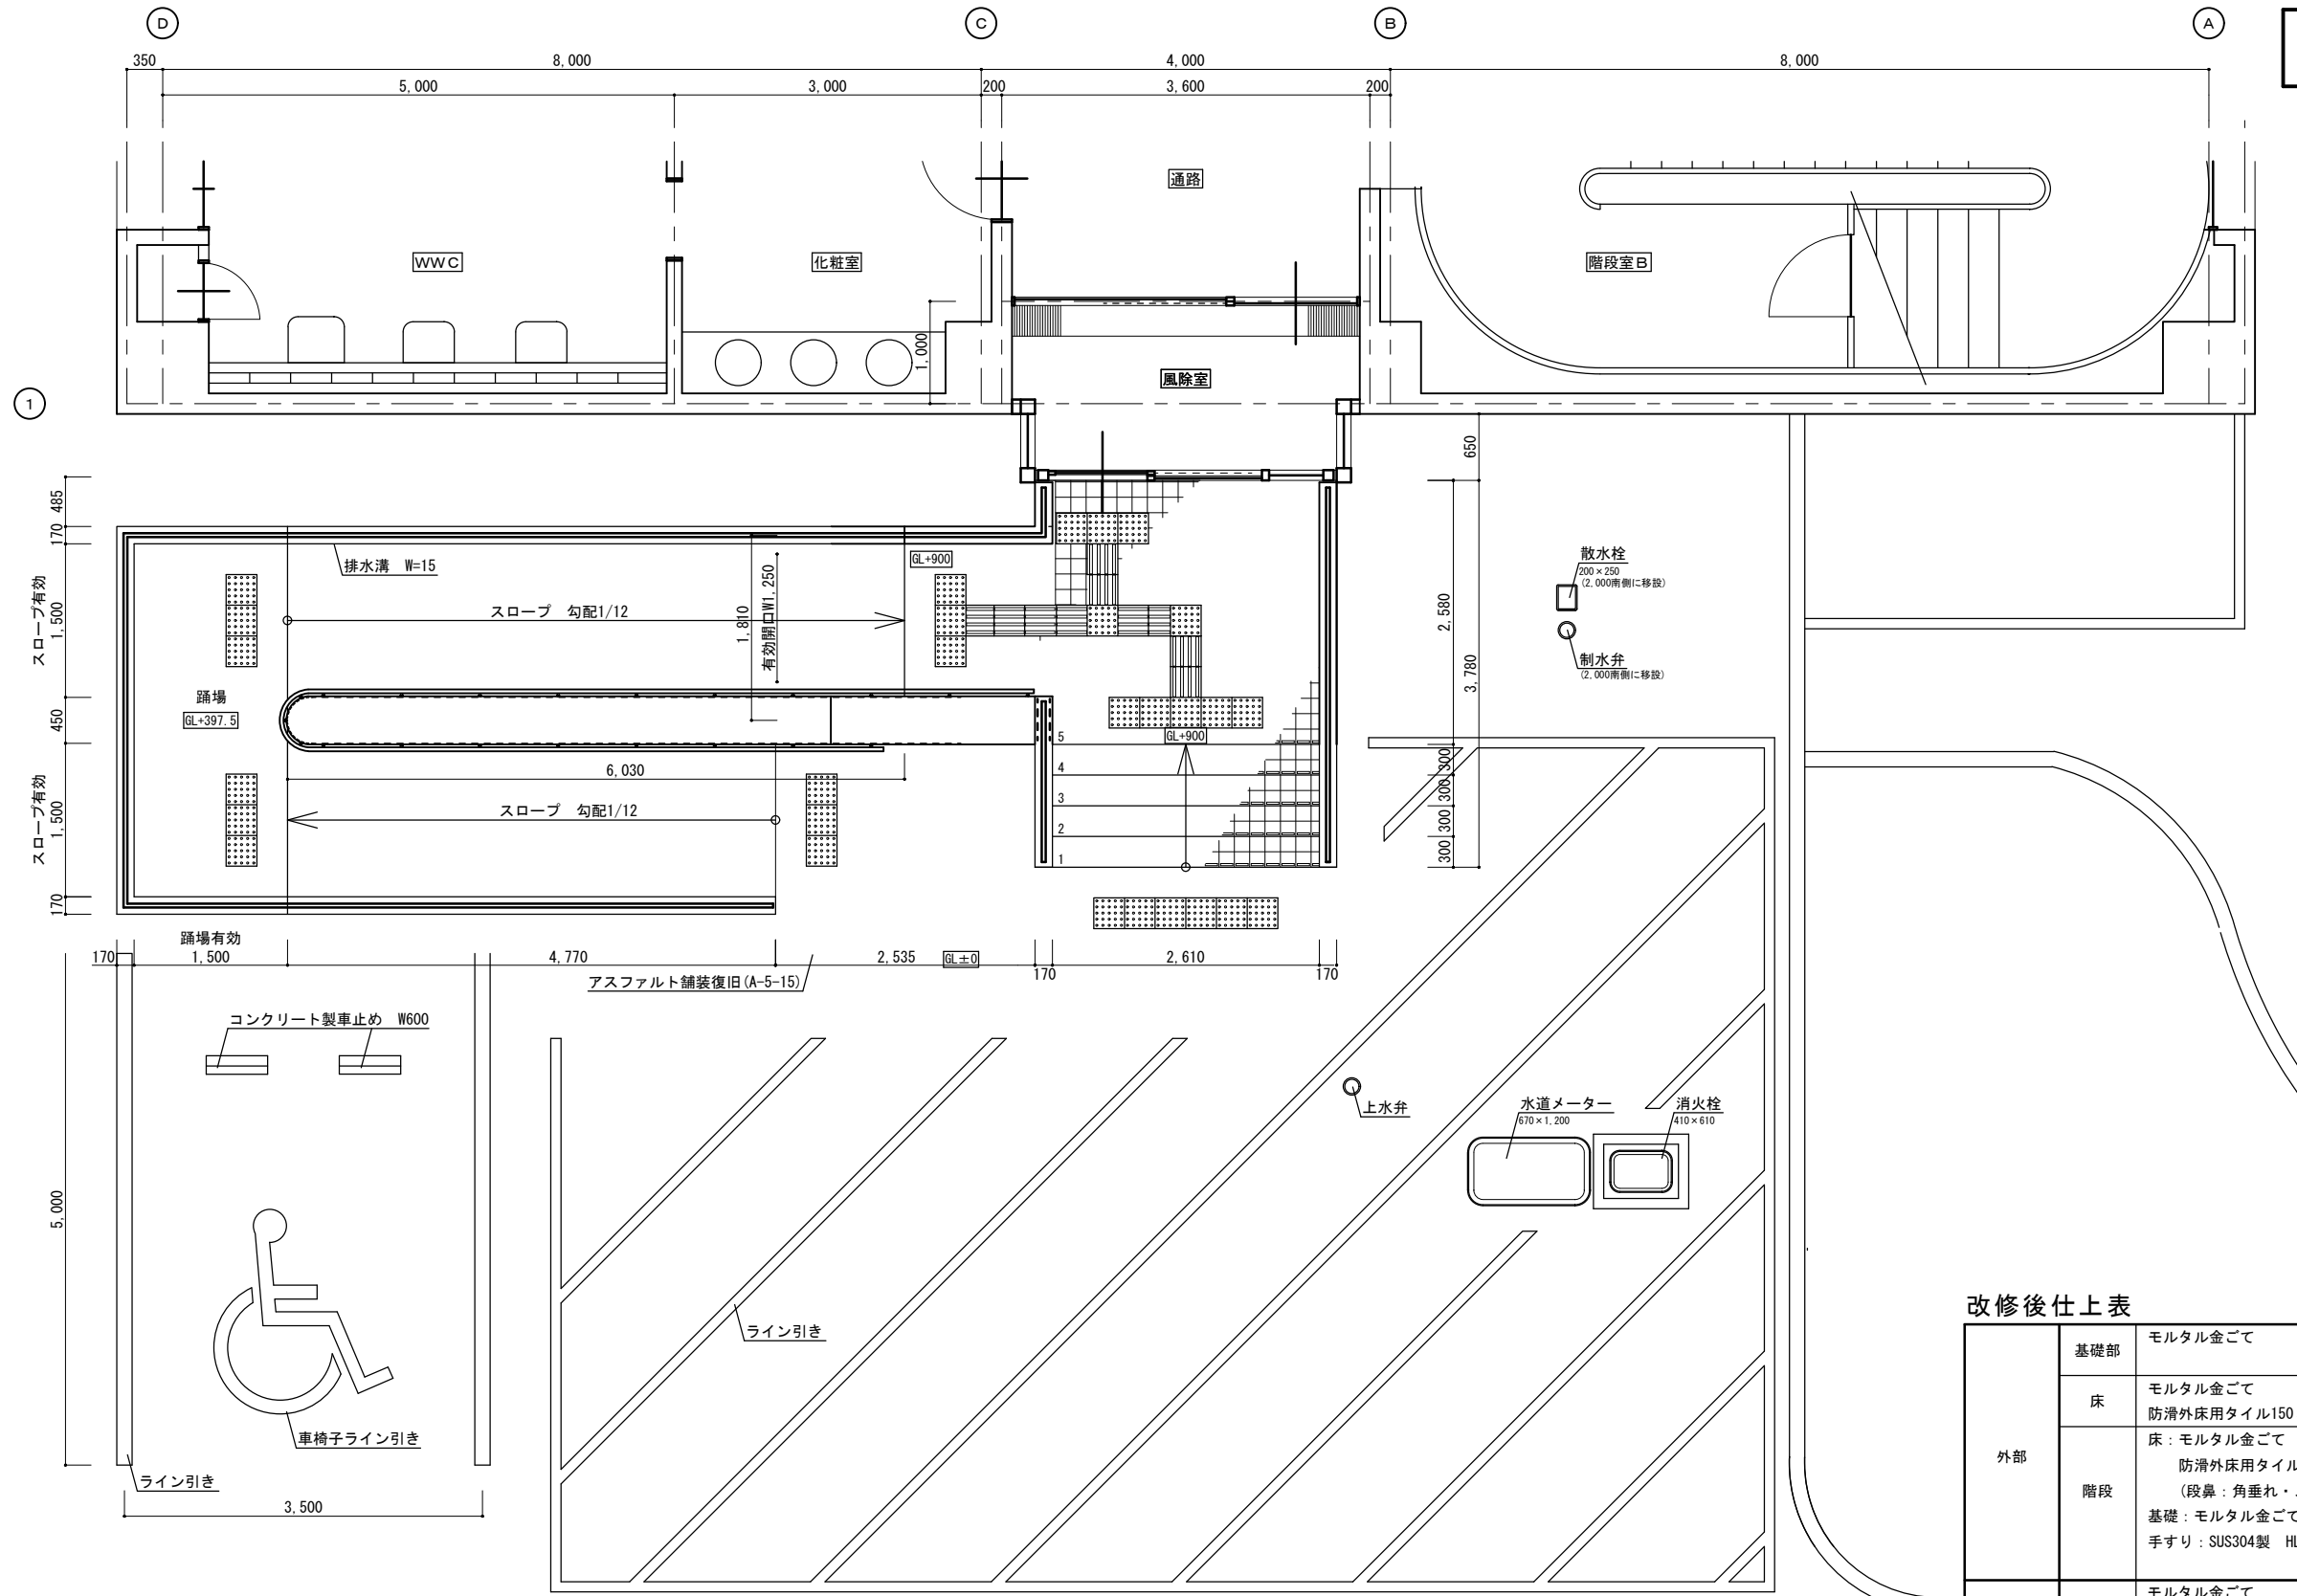 D
C
B
A
350
8,000
4,000
8,000
5,000
3,000
200
3,600
200
通路
WWC
化粧室
階段室B
1,000
風除室
1
650
485
170
スロープ有効
1,500
450
スロープ有効
1,500
170
排水溝 W=15
GL+900
スロープ 勾配1/12
1,810
有効開口W1,250
踊場
GL+397.5
6,030
スロープ 勾配1/12
GL+900
5
4
3
2
1
2,580
3,780
300
300
300
300
散水栓
200×250
(2,000南側に移設)
制水弁
(2,000南側に移設)
踊場有効
170
1,500
4,770
2,535
GL±0
170
2,610
170
アスファルト舗装復旧(A-5-15)
コンクリート製車止め W600
上水弁
水道メーター
670×1,200
消火栓
410×610
5,000
ライン引き
車椅子ライン引き
ライン引き
3,500
改修後仕上表
外部
基礎部
モルタル金ごて
床
モルタル金ごて
防滑外床用タイル150
階段
床:モルタル金ごて
防滑外床用タイル
(段鼻:角垂れ・
基礎:モルタル金ごて
手すり:SUS304製 HL
モルタル金ごて